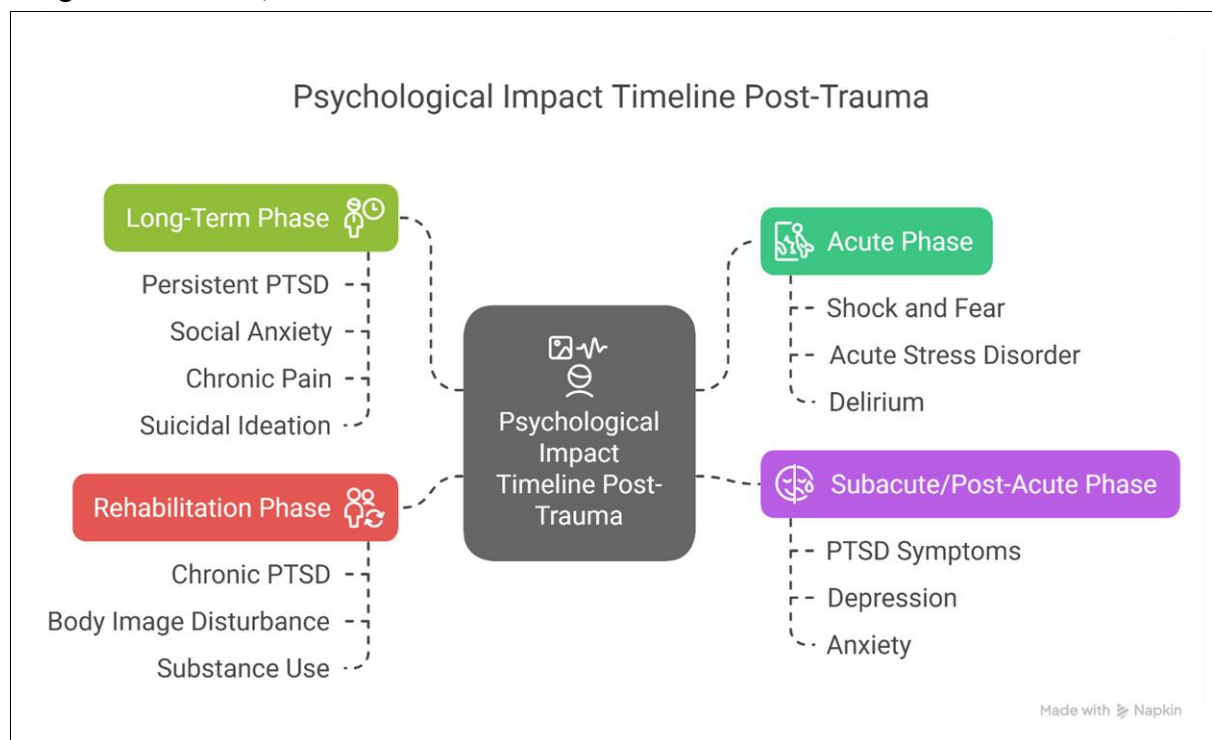 Psychological Impact Timeline Post-Trauma
Long-Term Phase
Persistent PTSD
Social Anxiety
Chronic Pain
Suicidal Ideation
Rehabilitation Phase
Chronic PTSD
Body Image Disturbance
Substance Use
Psychological
Impact
Timeline Post-
Trauma
Acute Phase
Shock and Fear
Acute Stress Disorder
Delirium
Subacute/Post-Acute Phase
PTSD Symptoms
Depression
Anxiety
Made with Napkin